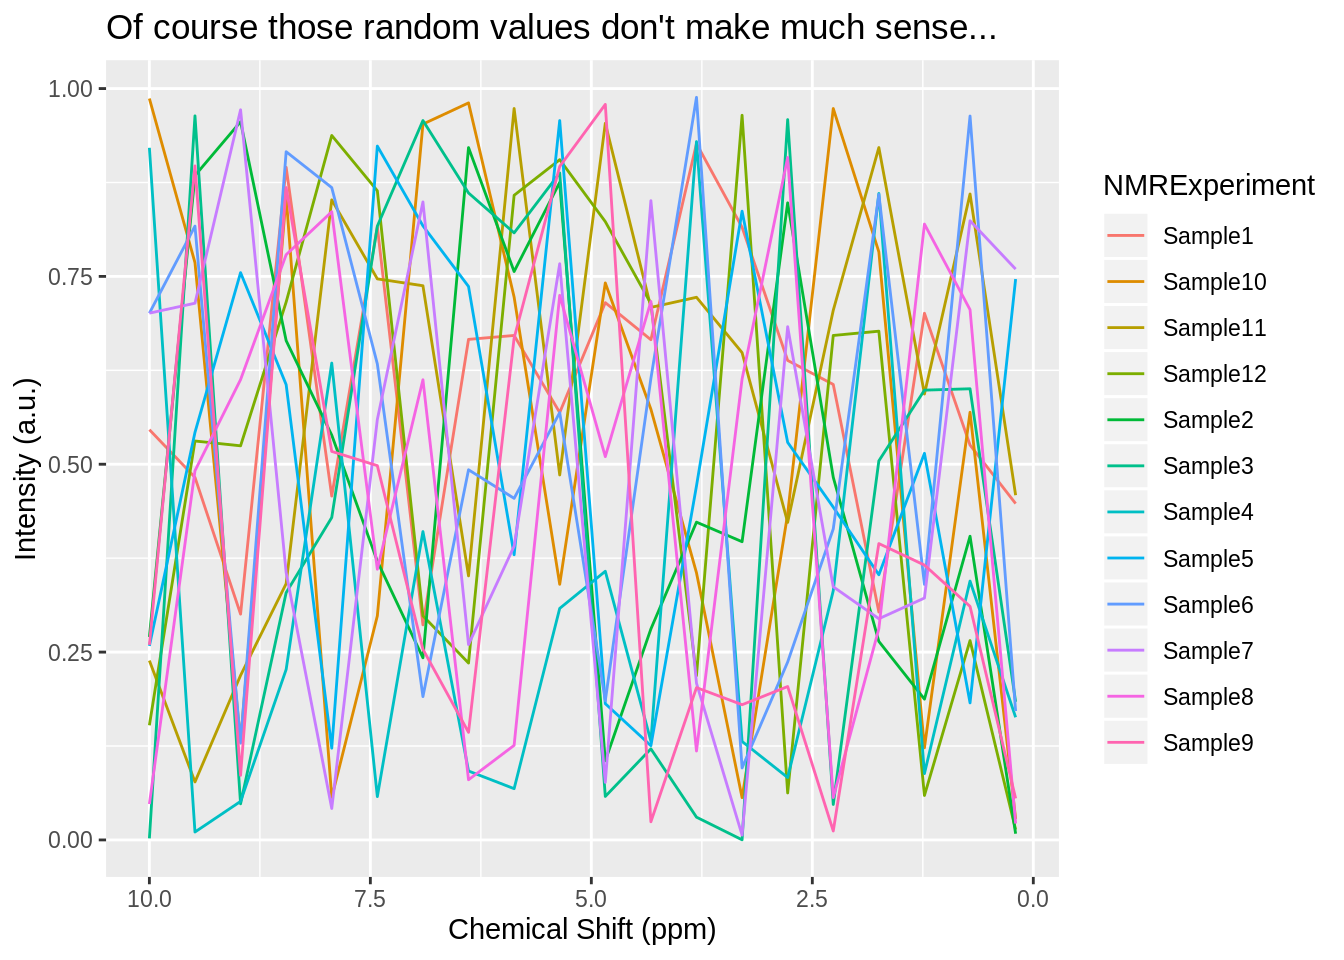 Of course those random values don't make much sense...
1.00
0.75
0.50
0.25
0.00
Intensity (a.u.)
10.0 7.5 5.0 2.5 0.0
Chemical Shift (ppm)
NMRExperiment
Sample1
Sample10
Sample11
Sample12
Sample2
Sample3
Sample4
Sample5
Sample6
Sample7
Sample8
Sample9